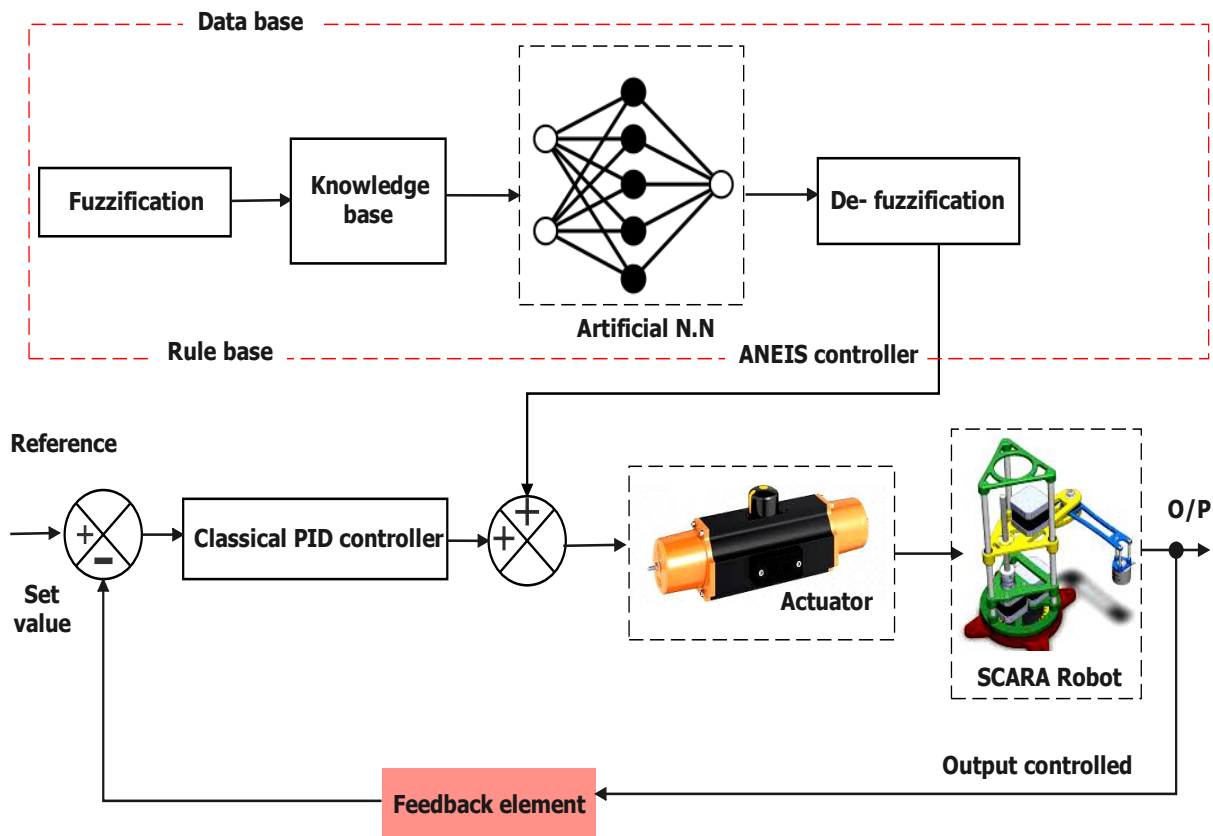 Data base
Fuzzification
Knowledge
base
De- fuzzification
Artificial N.N
Rule base
ANEIS controller
Reference
+
-
Set
value
Classical PID controller
+
+
Actuator
SCARA Robot
O/P
Output controlled
Feedback element